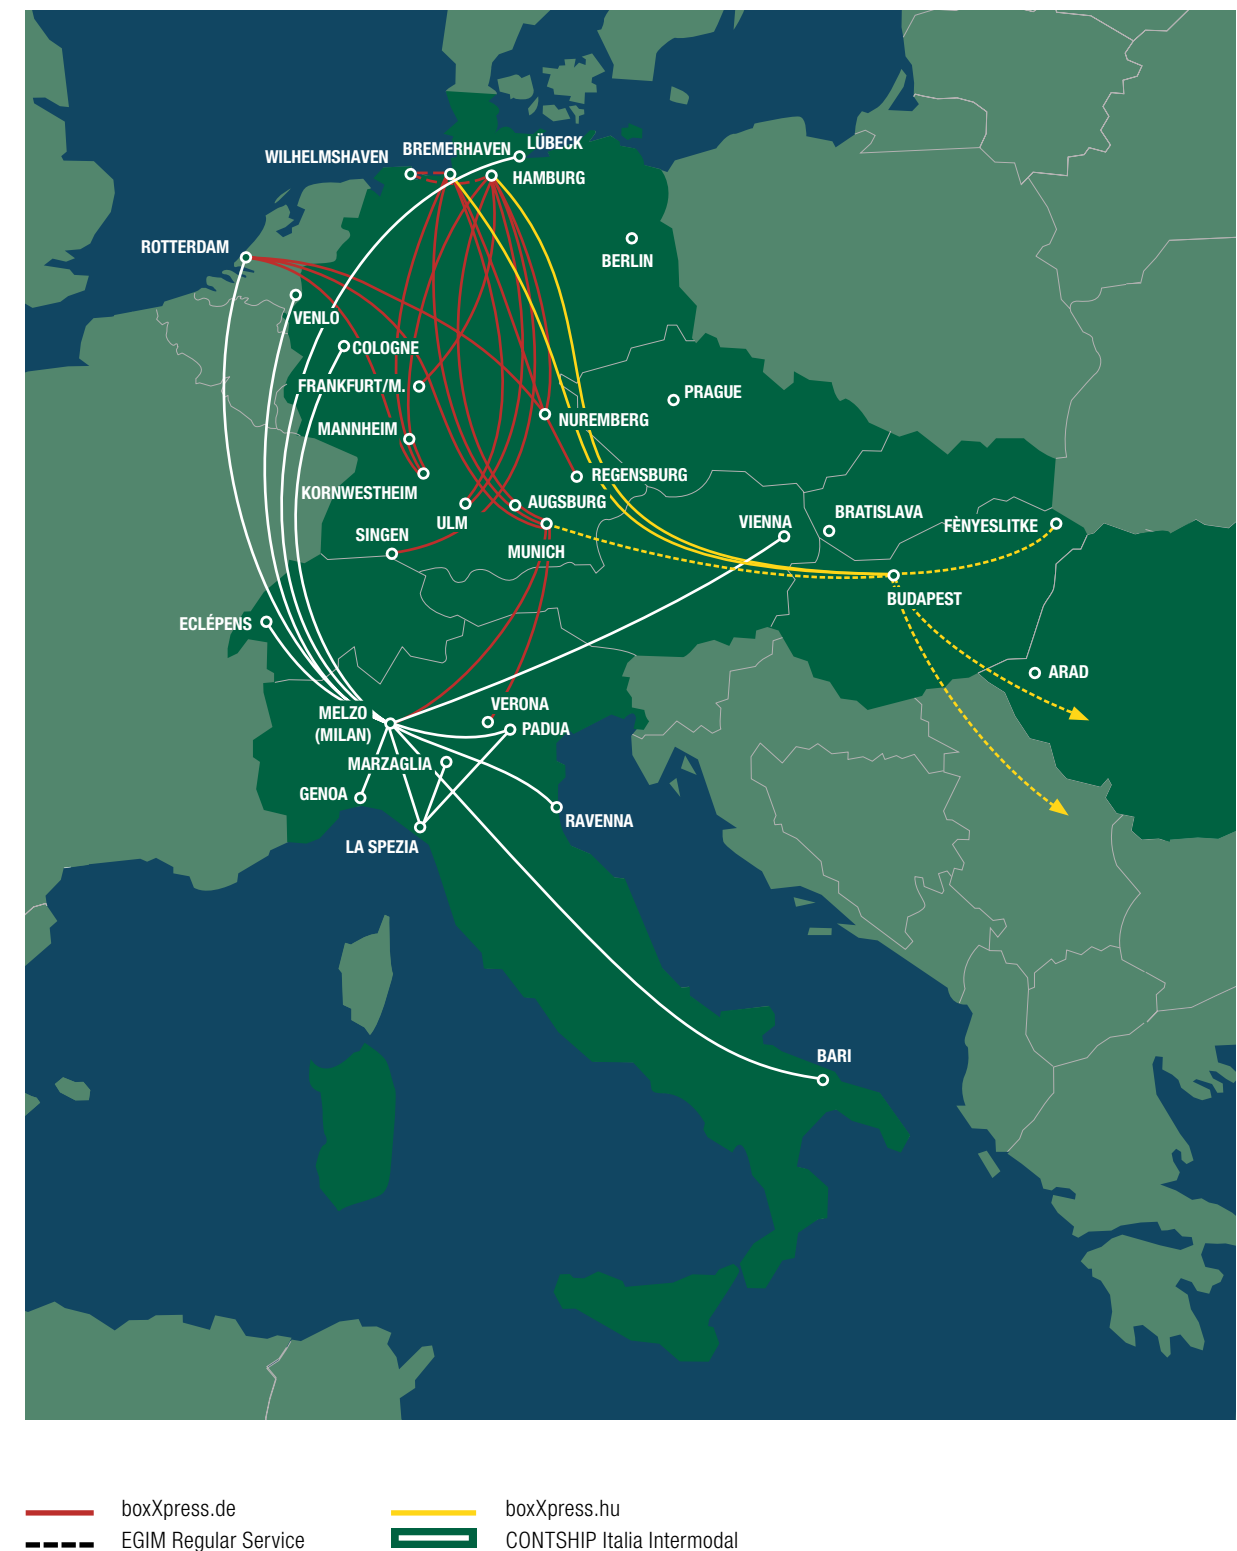 LÜBECK
BREMERHAVEN
WILHELMSHAVEN
HAMBURG
ROTTERDAM
BERLIN
VENLO
COLOGNE
FRANKFURT/M.
PRAGUE
NUREMBERG
MANNHEIM
REGENSBURG
KORNWESTHEIM
AUGSBURG
BRATISLAVA
VIENNA
ULM
FÈNYESLITKE
SINGEN
MUNICH
BUDAPEST
ECLÉPENS
ARAD
VERONA
MELZO
(MILAN)
PADUA
MARZAGLIA
GENOA
RAVENNA
LA SPEZIA
BARI
boxXpress.de
boxXpress.hu
EGIM Regular Service
CONTSHIP Italia Intermodal